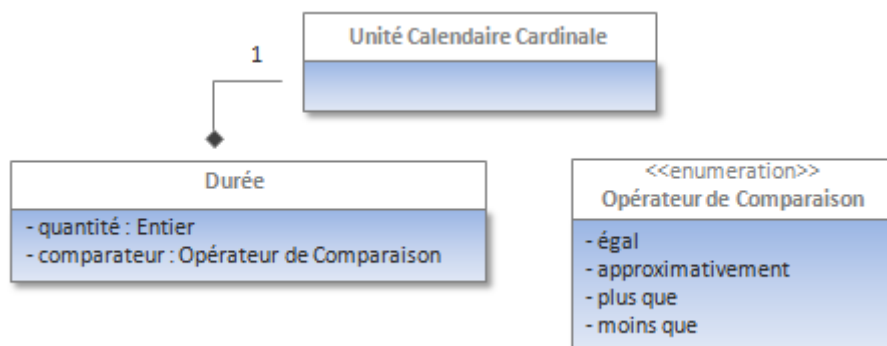 Unité Calendaire Cardinale
1
Durée
- quantité : Entier
- comparateur : Opérateur de Comparaison
<<enumeration>>
Opérateur de Comparaison
- égal
- approximativement
- plus que
- moins que